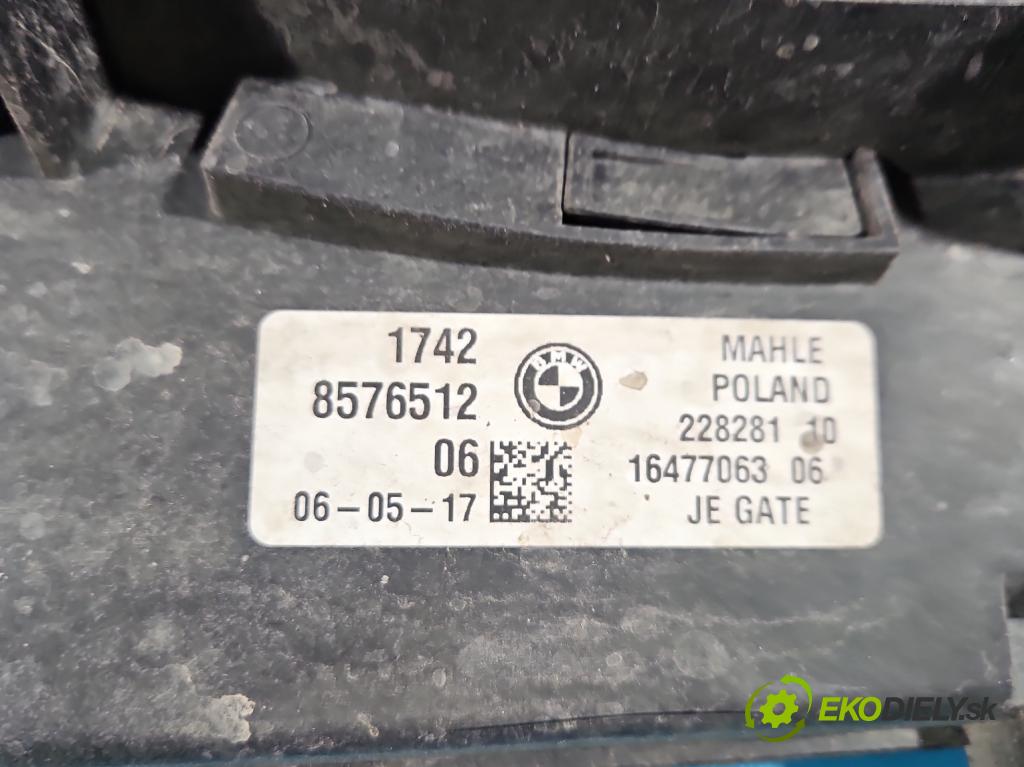 1742
8576512
06
06-05-17
BMW
MAHLE
POLAND
228281 10
16477063 06
JE GATE
EKODIELY.sk